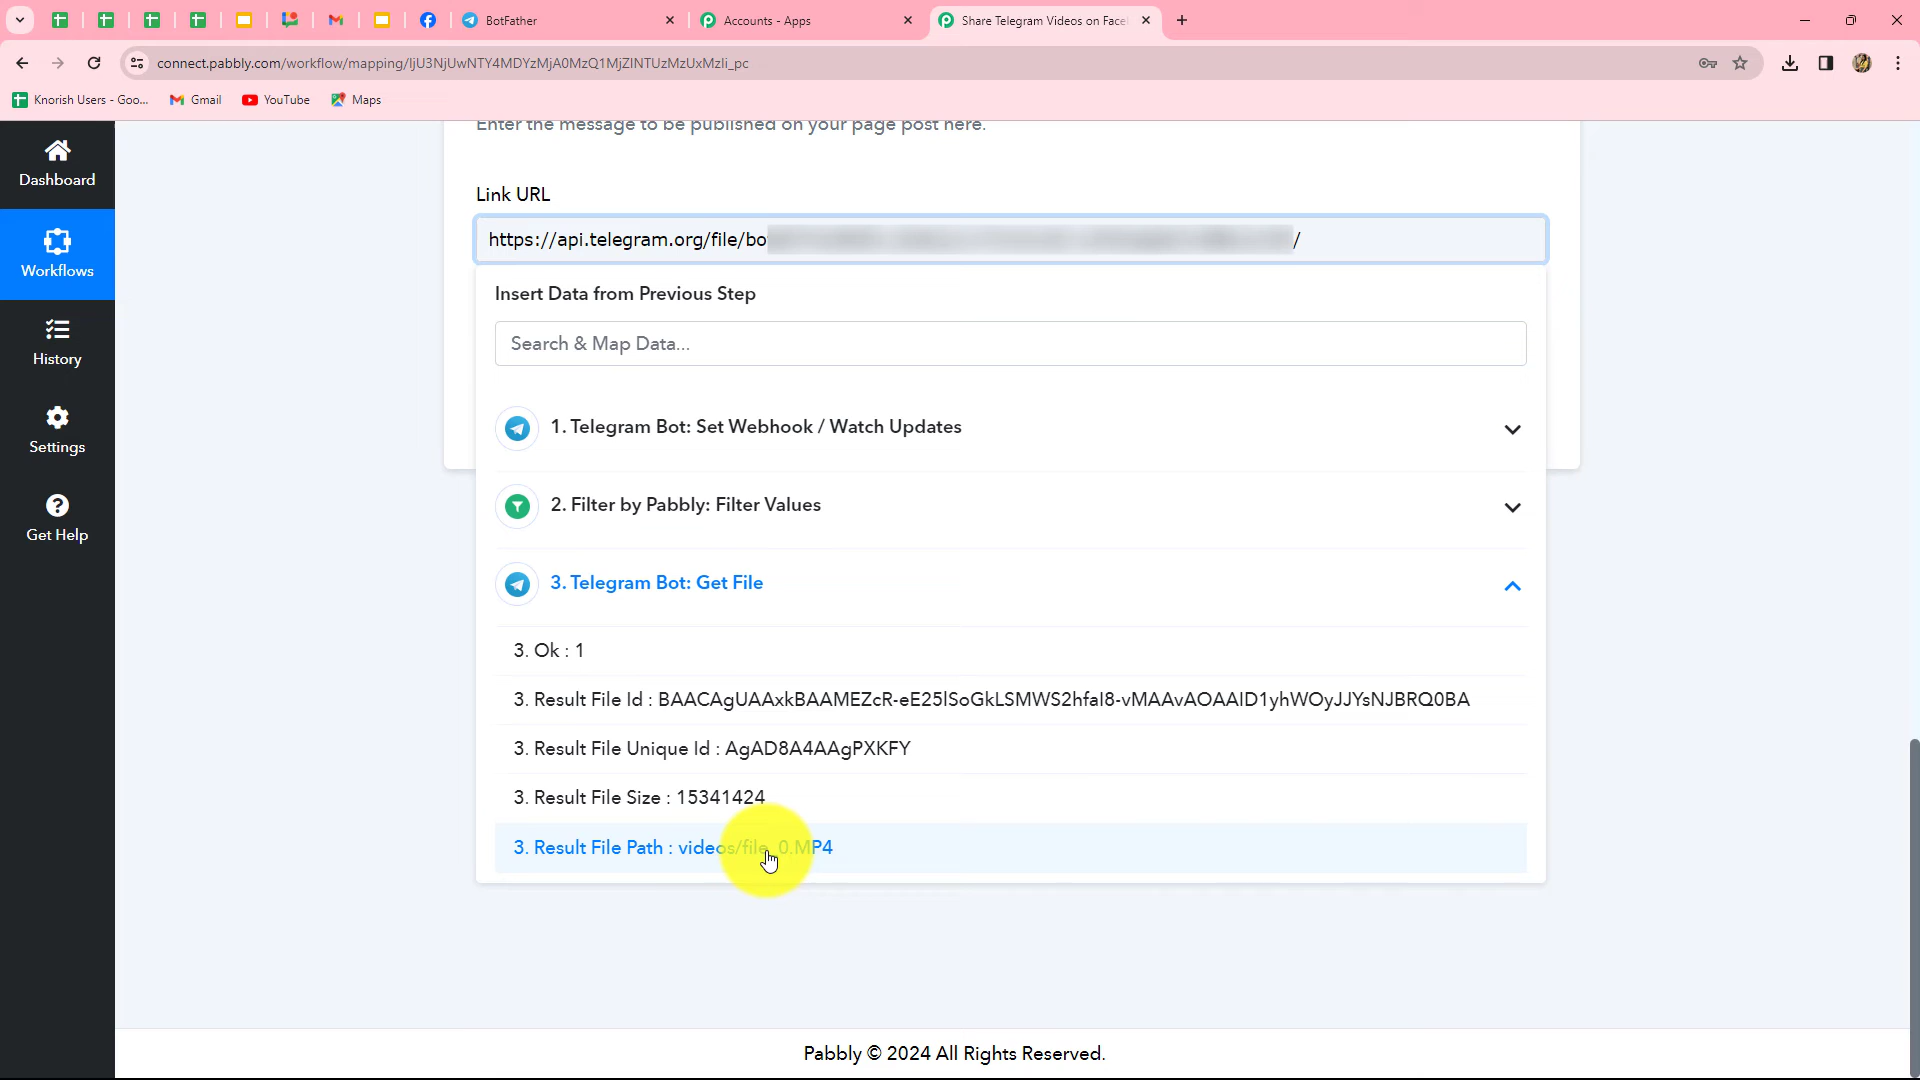 BotFather
Accounts - Apps
Share Telegram Videos on Face
connect.pabbly.com/workflow/mapping/IjU3NjUwNTY4MDYzMjA0MzQ1MjZlNTUzMzUxMzIi_pc
Knorish Users - Goo...
Gmail
YouTube
Maps
Dashboard
Workflows
History
Settings
Get Help
Enter the message to be published on your page post here.
Link URL
https://api.telegram.org/file/bo /
Insert Data from Previous Step
Search & Map Data...
1. Telegram Bot: Set Webhook / Watch Updates
2. Filter by Pabbly: Filter Values
3. Telegram Bot: Get File
3. Ok : 1
3. Result File Id : BAACAgUAAxkBAAMEZcR-eE25lSoGkLSMWS2hfaI8-vMAAvAOAAID1yhWOyJJYsNJBRQ0BA
3. Result File Unique Id : AgAD8A4AAgPXKFY
3. Result File Size : 15341424
3. Result File Path : videos/file_0.MP4
Pabbly © 2024 All Rights Reserved.